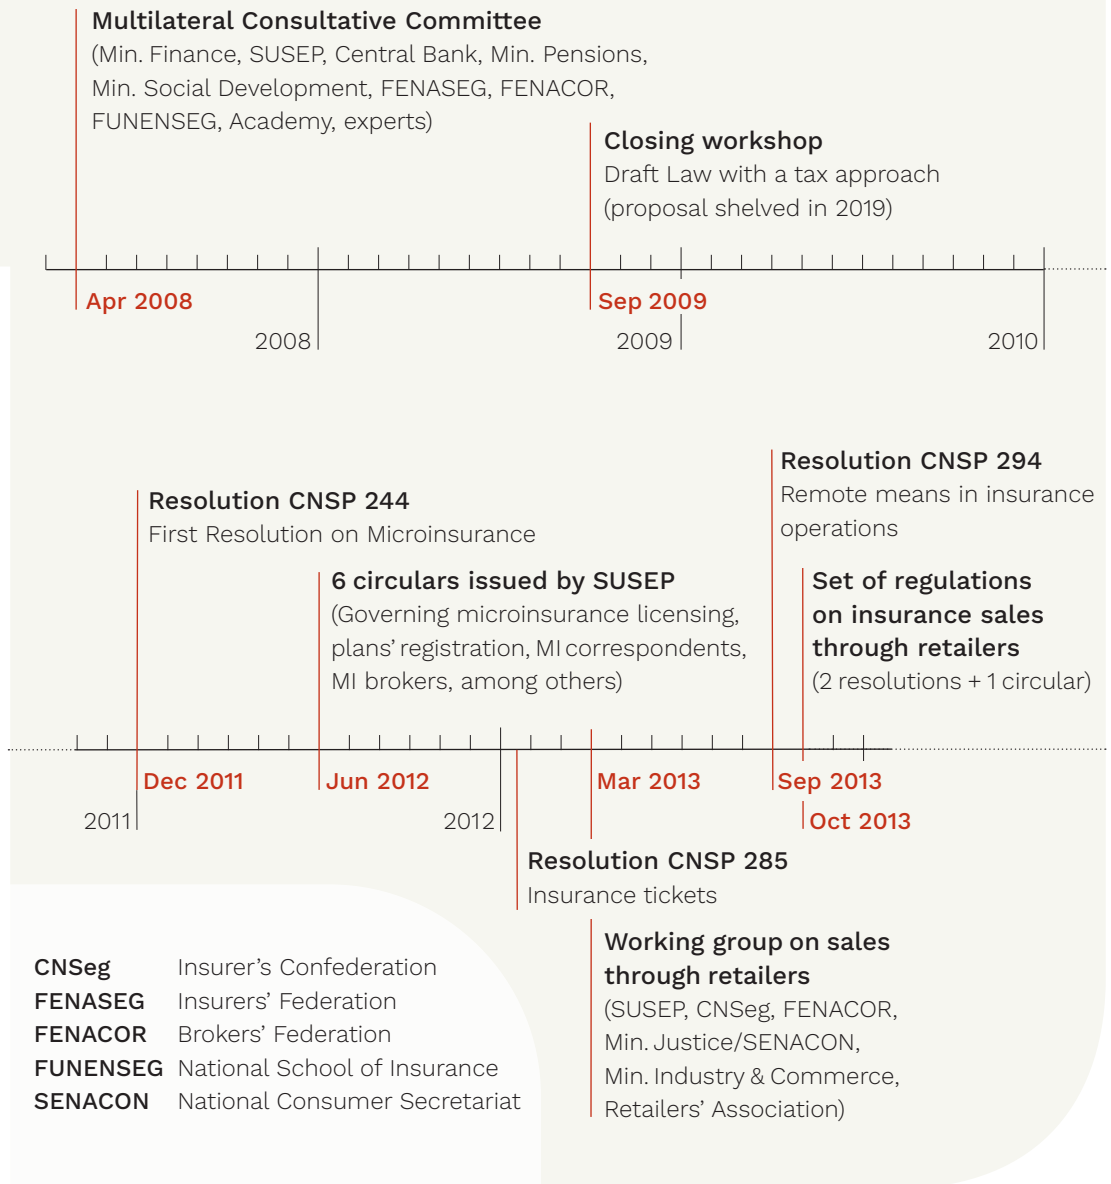 Multilateral Consultative Committee
(Min. Finance, SUSEP, Central Bank, Min. Pensions,
Min. Social Development, FENASEG, FENACOR,
FUNENSEG, Academy, experts)
Closing workshop
Draft Law with a tax approach
(proposal shelved in 2019)
Apr 2008
Sep 2009
2008
2009
2010
Resolution CNSP 244
First Resolution on Microinsurance
6 circulars issued by SUSEP
(Governing microinsurance licensing,
plans' registration, MI correspondents,
MI brokers, among others)
Resolution CNSP 294
Remote means in insurance
operations
Set of regulations
on insurance sales
through retailers
(2 resolutions + 1 circular)
Dec 2011
Jun 2012
Mar 2013
Sep 2013
2011
2012
Oct 2013
Resolution CNSP 285
Insurance tickets
Working group on sales
through retailers
(SUSEP, CNSeg, FENACOR,
Min. Justice/SENACON,
Min. Industry & Commerce,
Retailers' Association)
CNSeg Insurer's Confederation
FENASEG Insurers' Federation
FENACOR Brokers' Federation
FUNENSEG National School of Insurance
SENACON National Consumer Secretariat